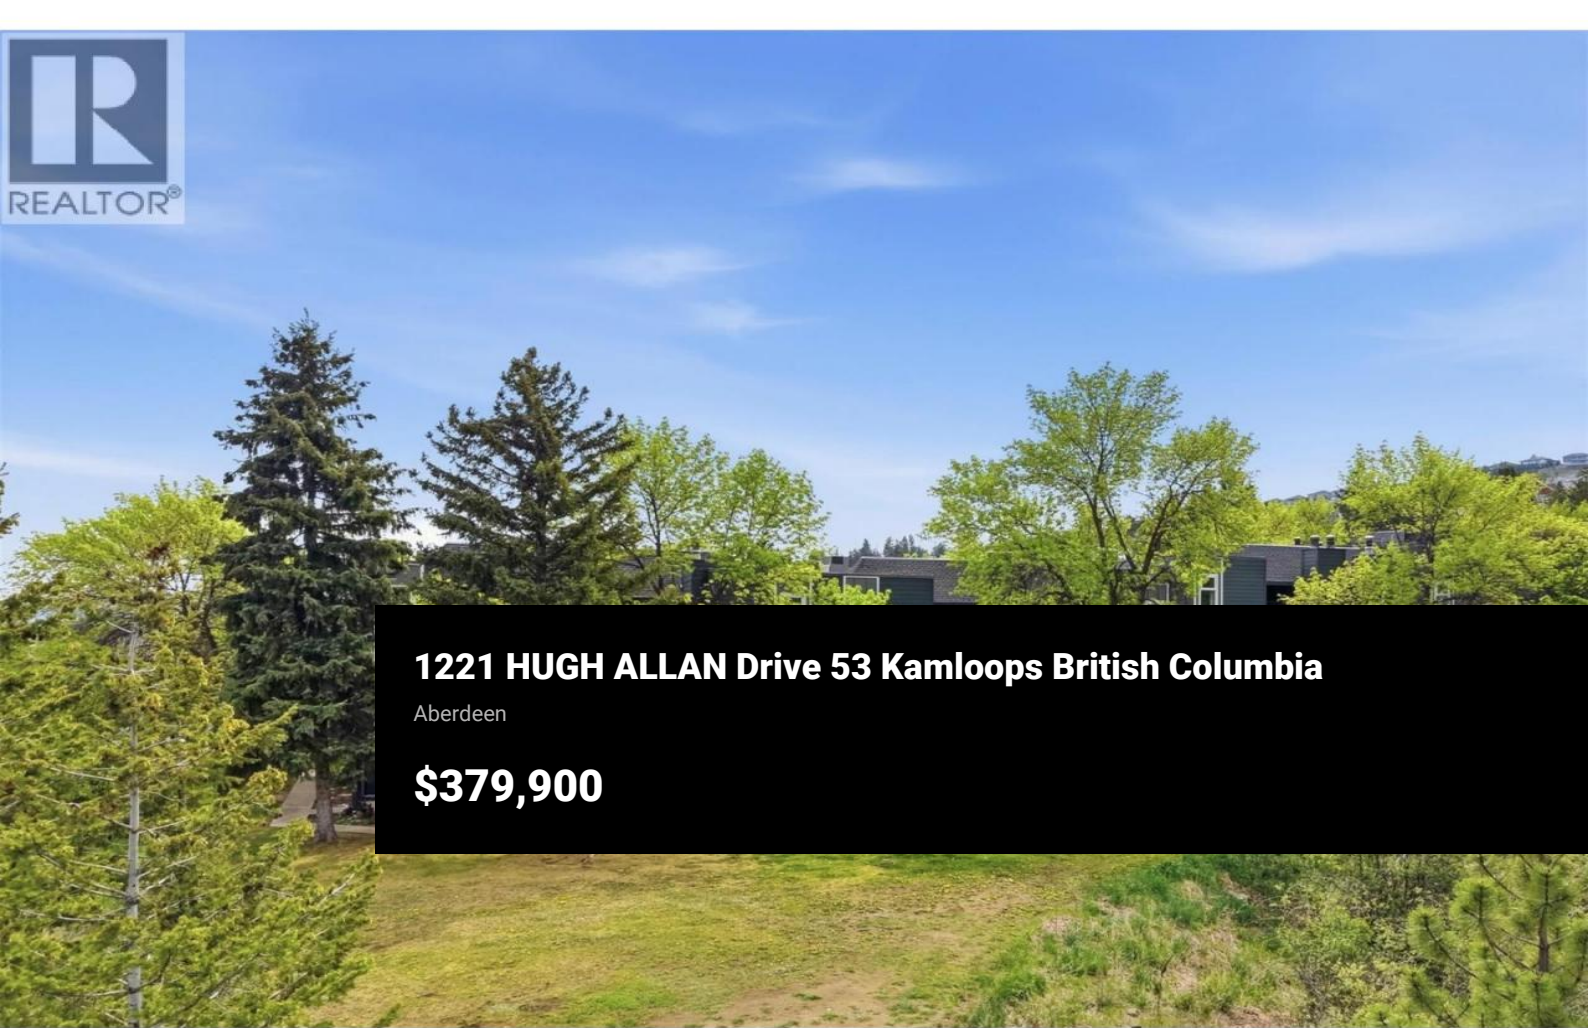 REALTOR®
1221 HUGH ALLAN Drive 53 Kamloops British Columbia
Aberdeen
$379,900